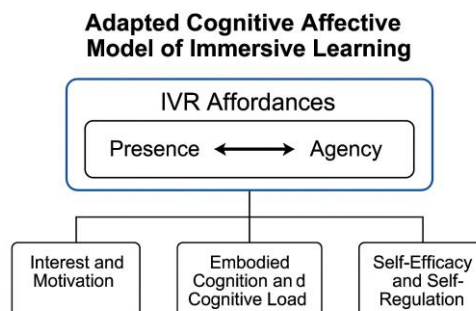 Adapted Cognitive Affective
Model of Immersive Learning
IVR Affordances
Presence Agency
Interest and
Motivation
Embodied
Cognition an d
Cognitive Load
Self-Efficacy
and Self-
Regulation